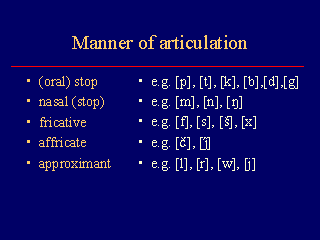 Manner of articulation
• (oral) stop • e.g. [p], [t], [k], [b],[d],[g]
• nasal (stop) • e.g. [m], [n], [ŋ]
• fricative • e.g. [f], [s], [š], [x]
• affricate • e.g. [č], [ǰ]
• approximant • e.g. [l], [r], [w], [j]